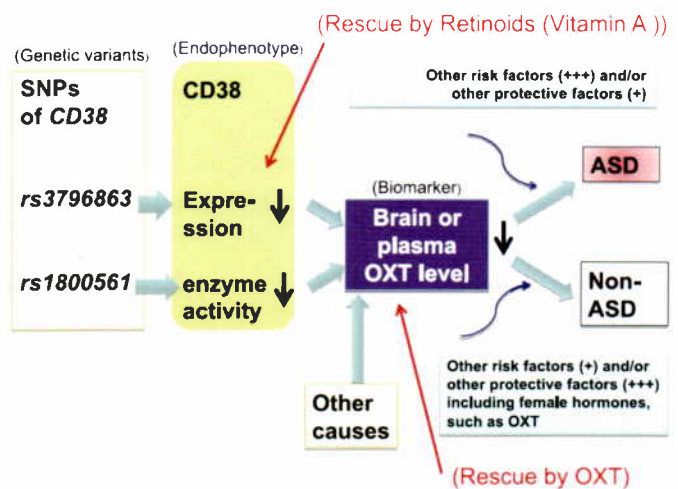 (Rescue by Retinoids (Vitamin A ))
(Genetic variants)
(Endophenotype)
SNPs
of CD38
CD38
Other risk factors (+++) and/or
other protective factors (+)
ASD
rs3796863
Expre-
ssion
(Biomarker)
Brain or
plasma
OXT level
rs1800561
enzyme
activity
Non-
ASD
Other
causes
Other risk factors (+) and/or
other protective factors (+++)
including female hormones,
such as OXT
(Rescue by OXT)